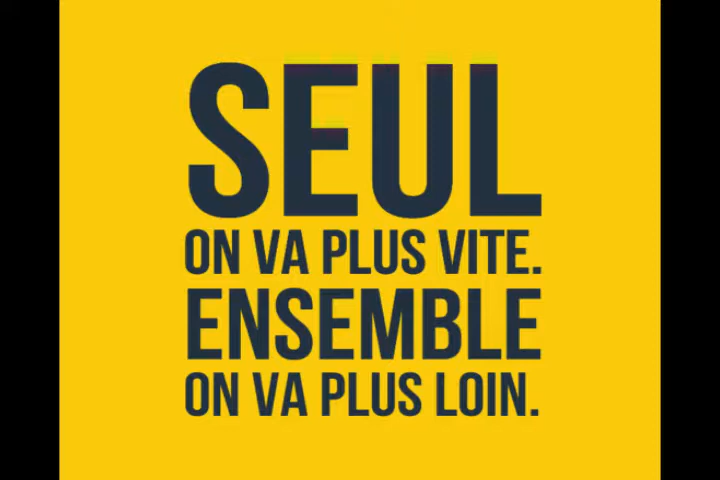 SEUL
ON VA PLUS VITE.
ENSEMBLE
ON VA PLUS LOIN.